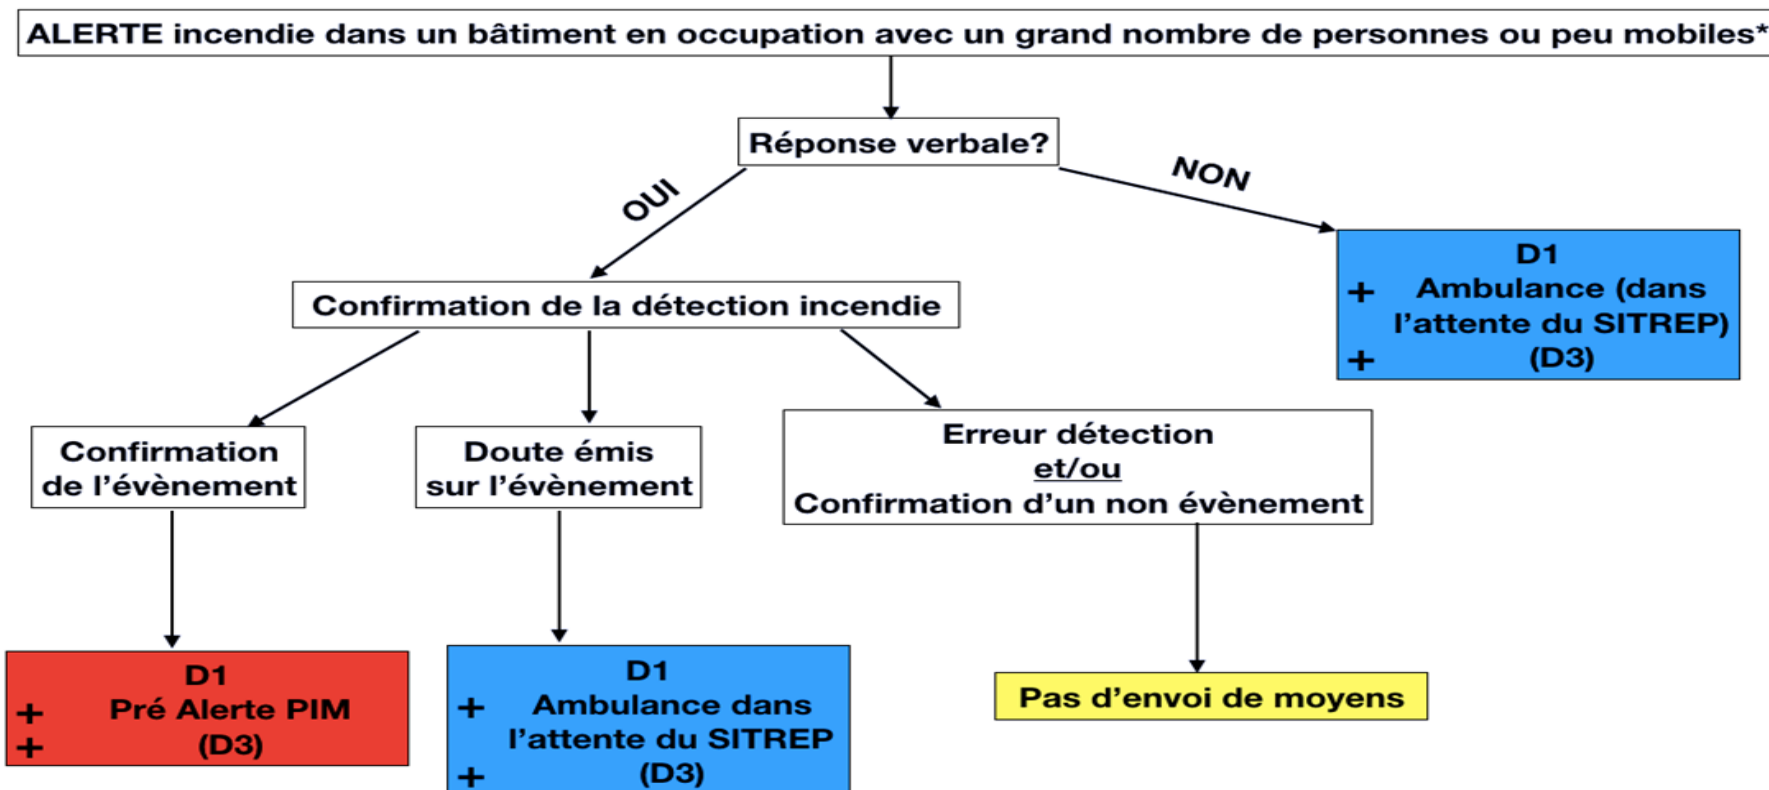 ALERTE incendie dans un bâtiment en occupation avec un grand nombre de personnes ou peu mobiles*
Réponse verbale?
OUI
NON
D1
+ Ambulance (dans
l'attente du SITREP)
+ (D3)
Confirmation de la détection incendie
Confirmation
de l'évènement
Doute émis
sur l'évènement
Erreur détection
et/ou
Confirmation d'un non évènement
D1
+ Pré Alerte PIM
+ (D3)
D1
+ Ambulance dans
l'attente du SITREP
+ (D3)
Pas d'envoi de moyens